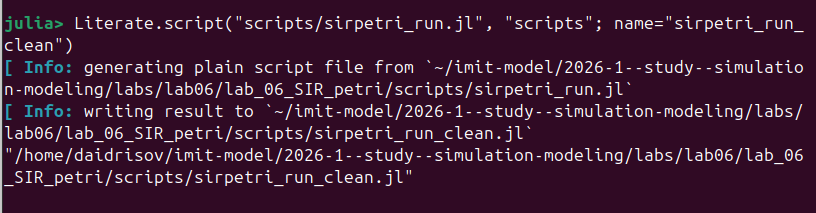 julia> Literate.script("scripts/sirpetri_run.jl", "scripts"; name="sirpetri_run_
clean")
[ Info: generating plain script file from `~/imit-model/2026-1--study--simulatio
n-modeling/labs/lab06/lab_06_SIR_petri/scripts/sirpetri_run.jl`
[ Info: writing result to `~/imit-model/2026-1--study--simulation-modeling/labs/
lab06/lab_06_SIR_petri/scripts/sirpetri_run_clean.jl`
"/home/daidrisov/imit-model/2026-1--study--simulation-modeling/labs/lab06/lab_06
_SIR_petri/scripts/sirpetri_run_clean.jl"